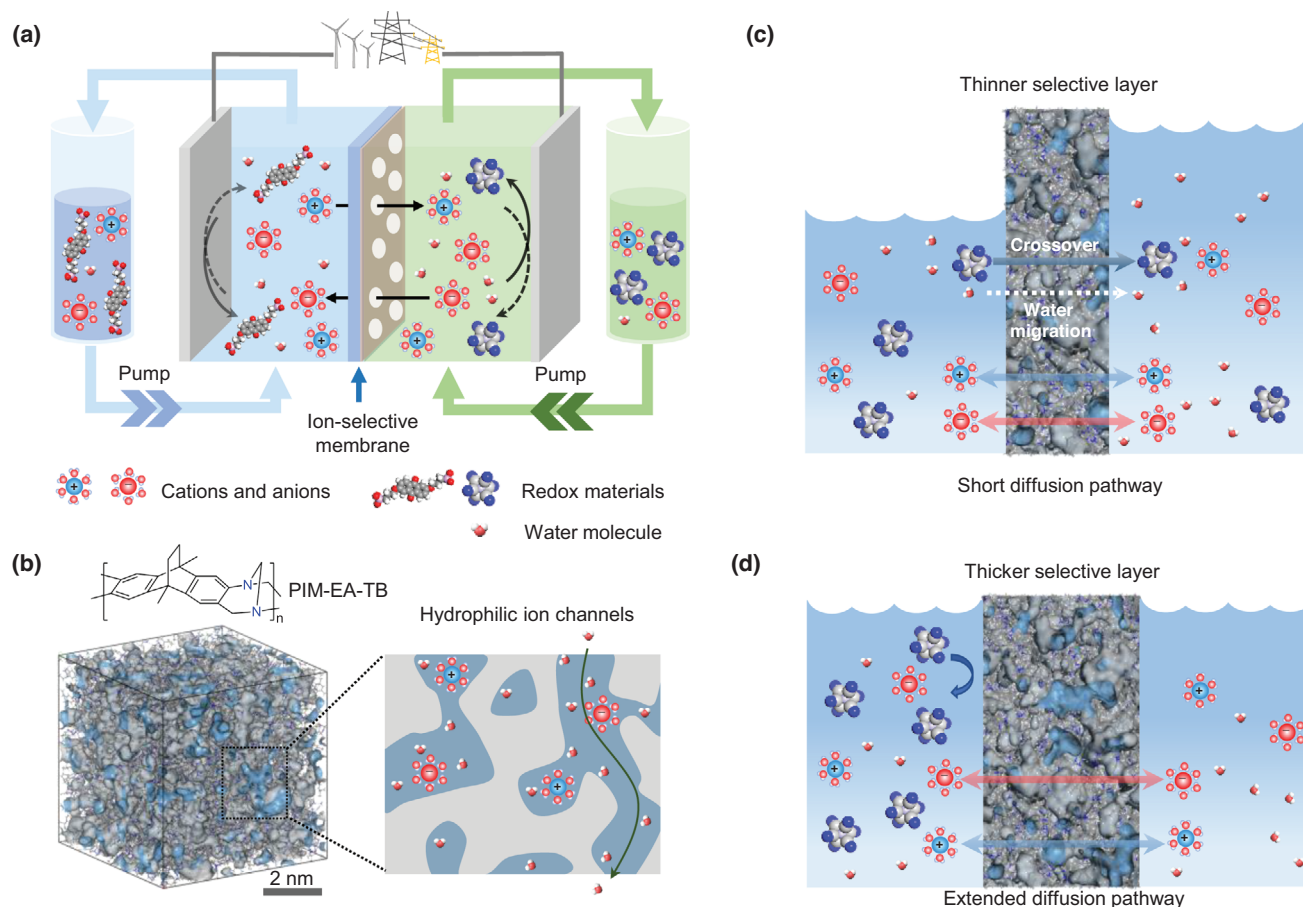 (a)
Pump
Pump
Ion-selective
membrane
Cations and anions
Redox materials
Water molecule
(b)
N
N
n
PIM-EA-TB
Hydrophilic ion channels
2 nm
(c)
Thinner selective layer
Crossover
Water
migration
Short diffusion pathway
(d)
Thicker selective layer
Extended diffusion pathway